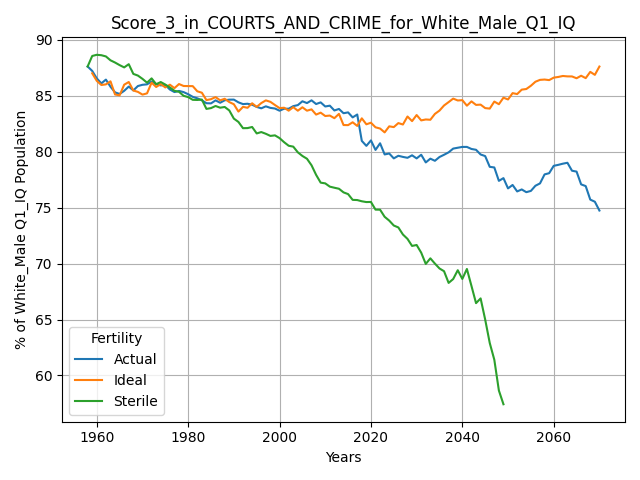 Score_3_in_COURTS_AND_CRIME_for_White_Male_Q1_IQ
% of White_Male Q1_IQ Population
90
85
80
75
70
65
60
Fertility
Actual
Ideal
Sterile
1960 1980 2000 2020 2040 2060
Years